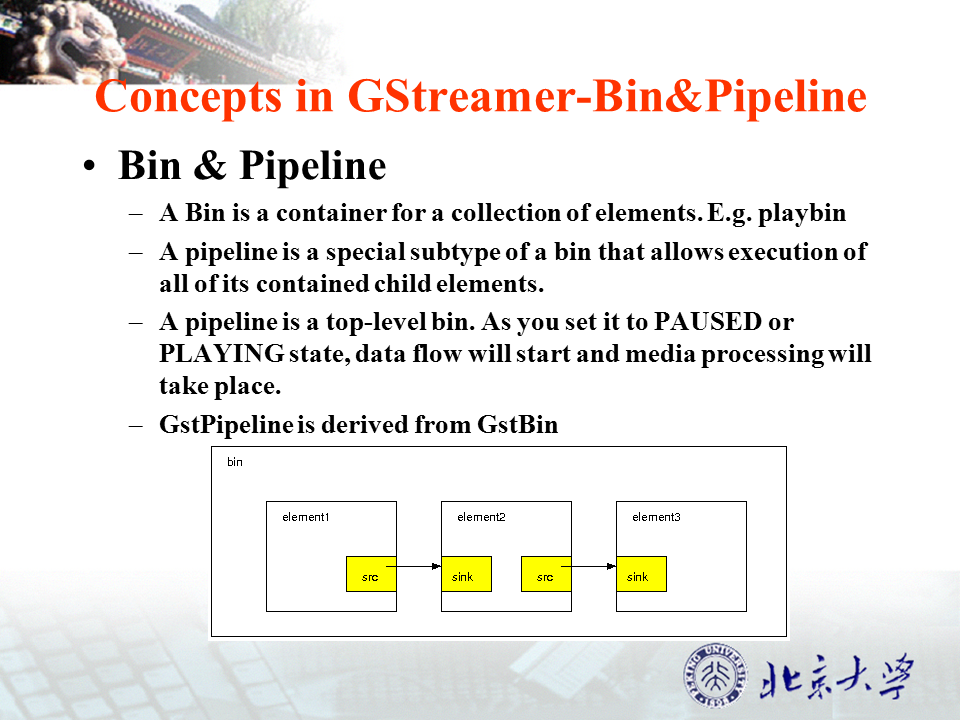 Concepts in GStreamer-Bin&Pipeline
• Bin & Pipeline
– A Bin is a container for a collection of elements. E.g. playbin
– A pipeline is a special subtype of a bin that allows execution of
all of its contained child elements.
– A pipeline is a top-level bin. As you set it to PAUSED or
PLAYING state, data flow will start and media processing will
take place.
– GstPipeline is derived from GstBin
bin
element1
element2
element3
src
sink
src
sink
PEKING UNIVERSITY
1898
北京大学